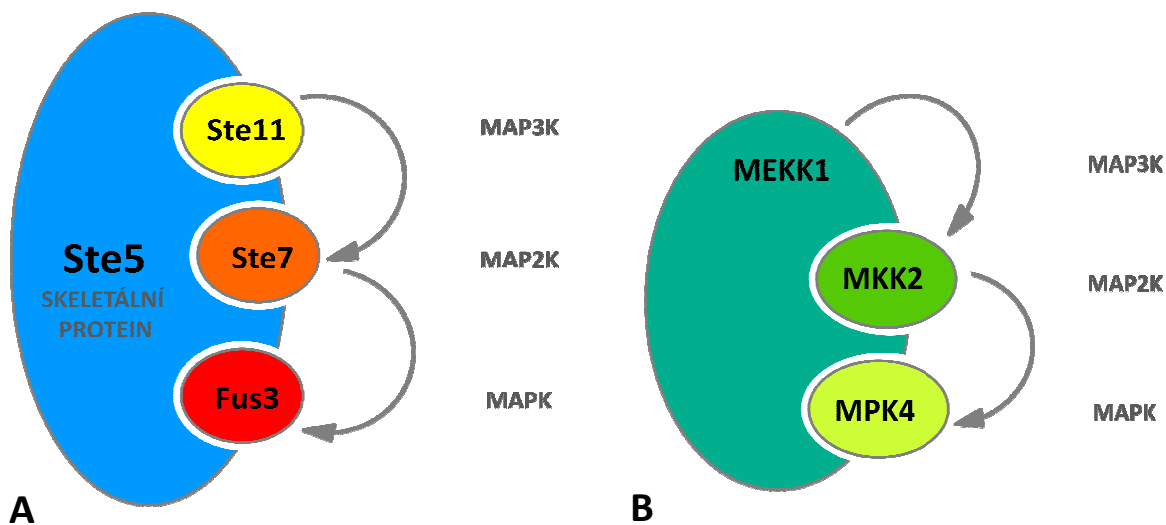 Ste11
MAP3K
Ste5
SKELETÁLNÍ
PROTEIN
Ste7
MAP2K
Fus3
MAPK
A
MEKK1
MAP3K
MKK2
MAP2K
MPK4
MAPK
B